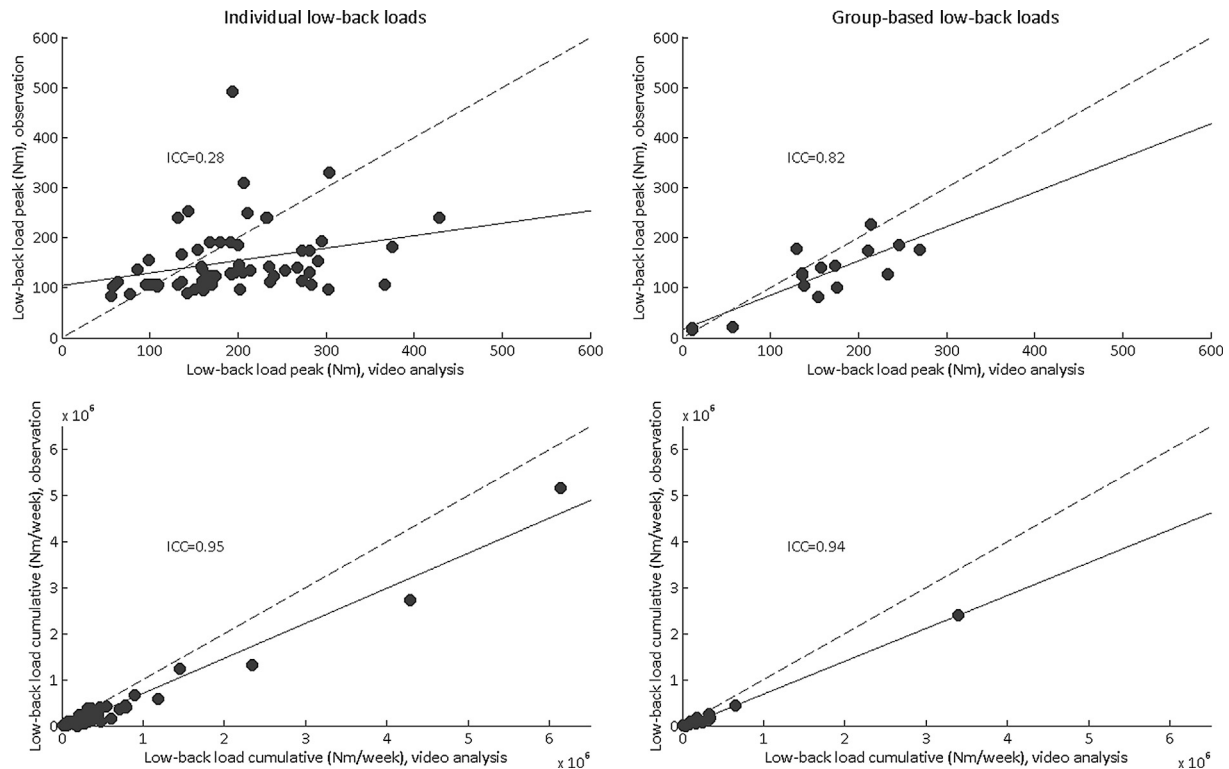 Individual low-back loads
Low-back load peak (Nm), observation
600
500
400
300
200
100
0
ICC=0.28
0 100 200 300 400 500 600
Low-back load peak (Nm), video analysis
Group-based low-back loads
Low-back load peak (Nm), observation
600
500
400
300
200
100
0
ICC=0.82
0 100 200 300 400 500 600
Low-back load peak (Nm), video analysis
x 10^6
Low-back load cumulative (Nm/week), observation
6
5
4
3
2
1
0
ICC=0.95
0 1 2 3 4 5 6
Low-back load cumulative (Nm/week), video analysis
x 10^6
x 10^6
Low-back load cumulative (Nm/week), observation
6
5
4
3
2
1
0
ICC=0.94
0 1 2 3 4 5 6
Low-back load cumulative (Nm/week), video analysis
x 10^6